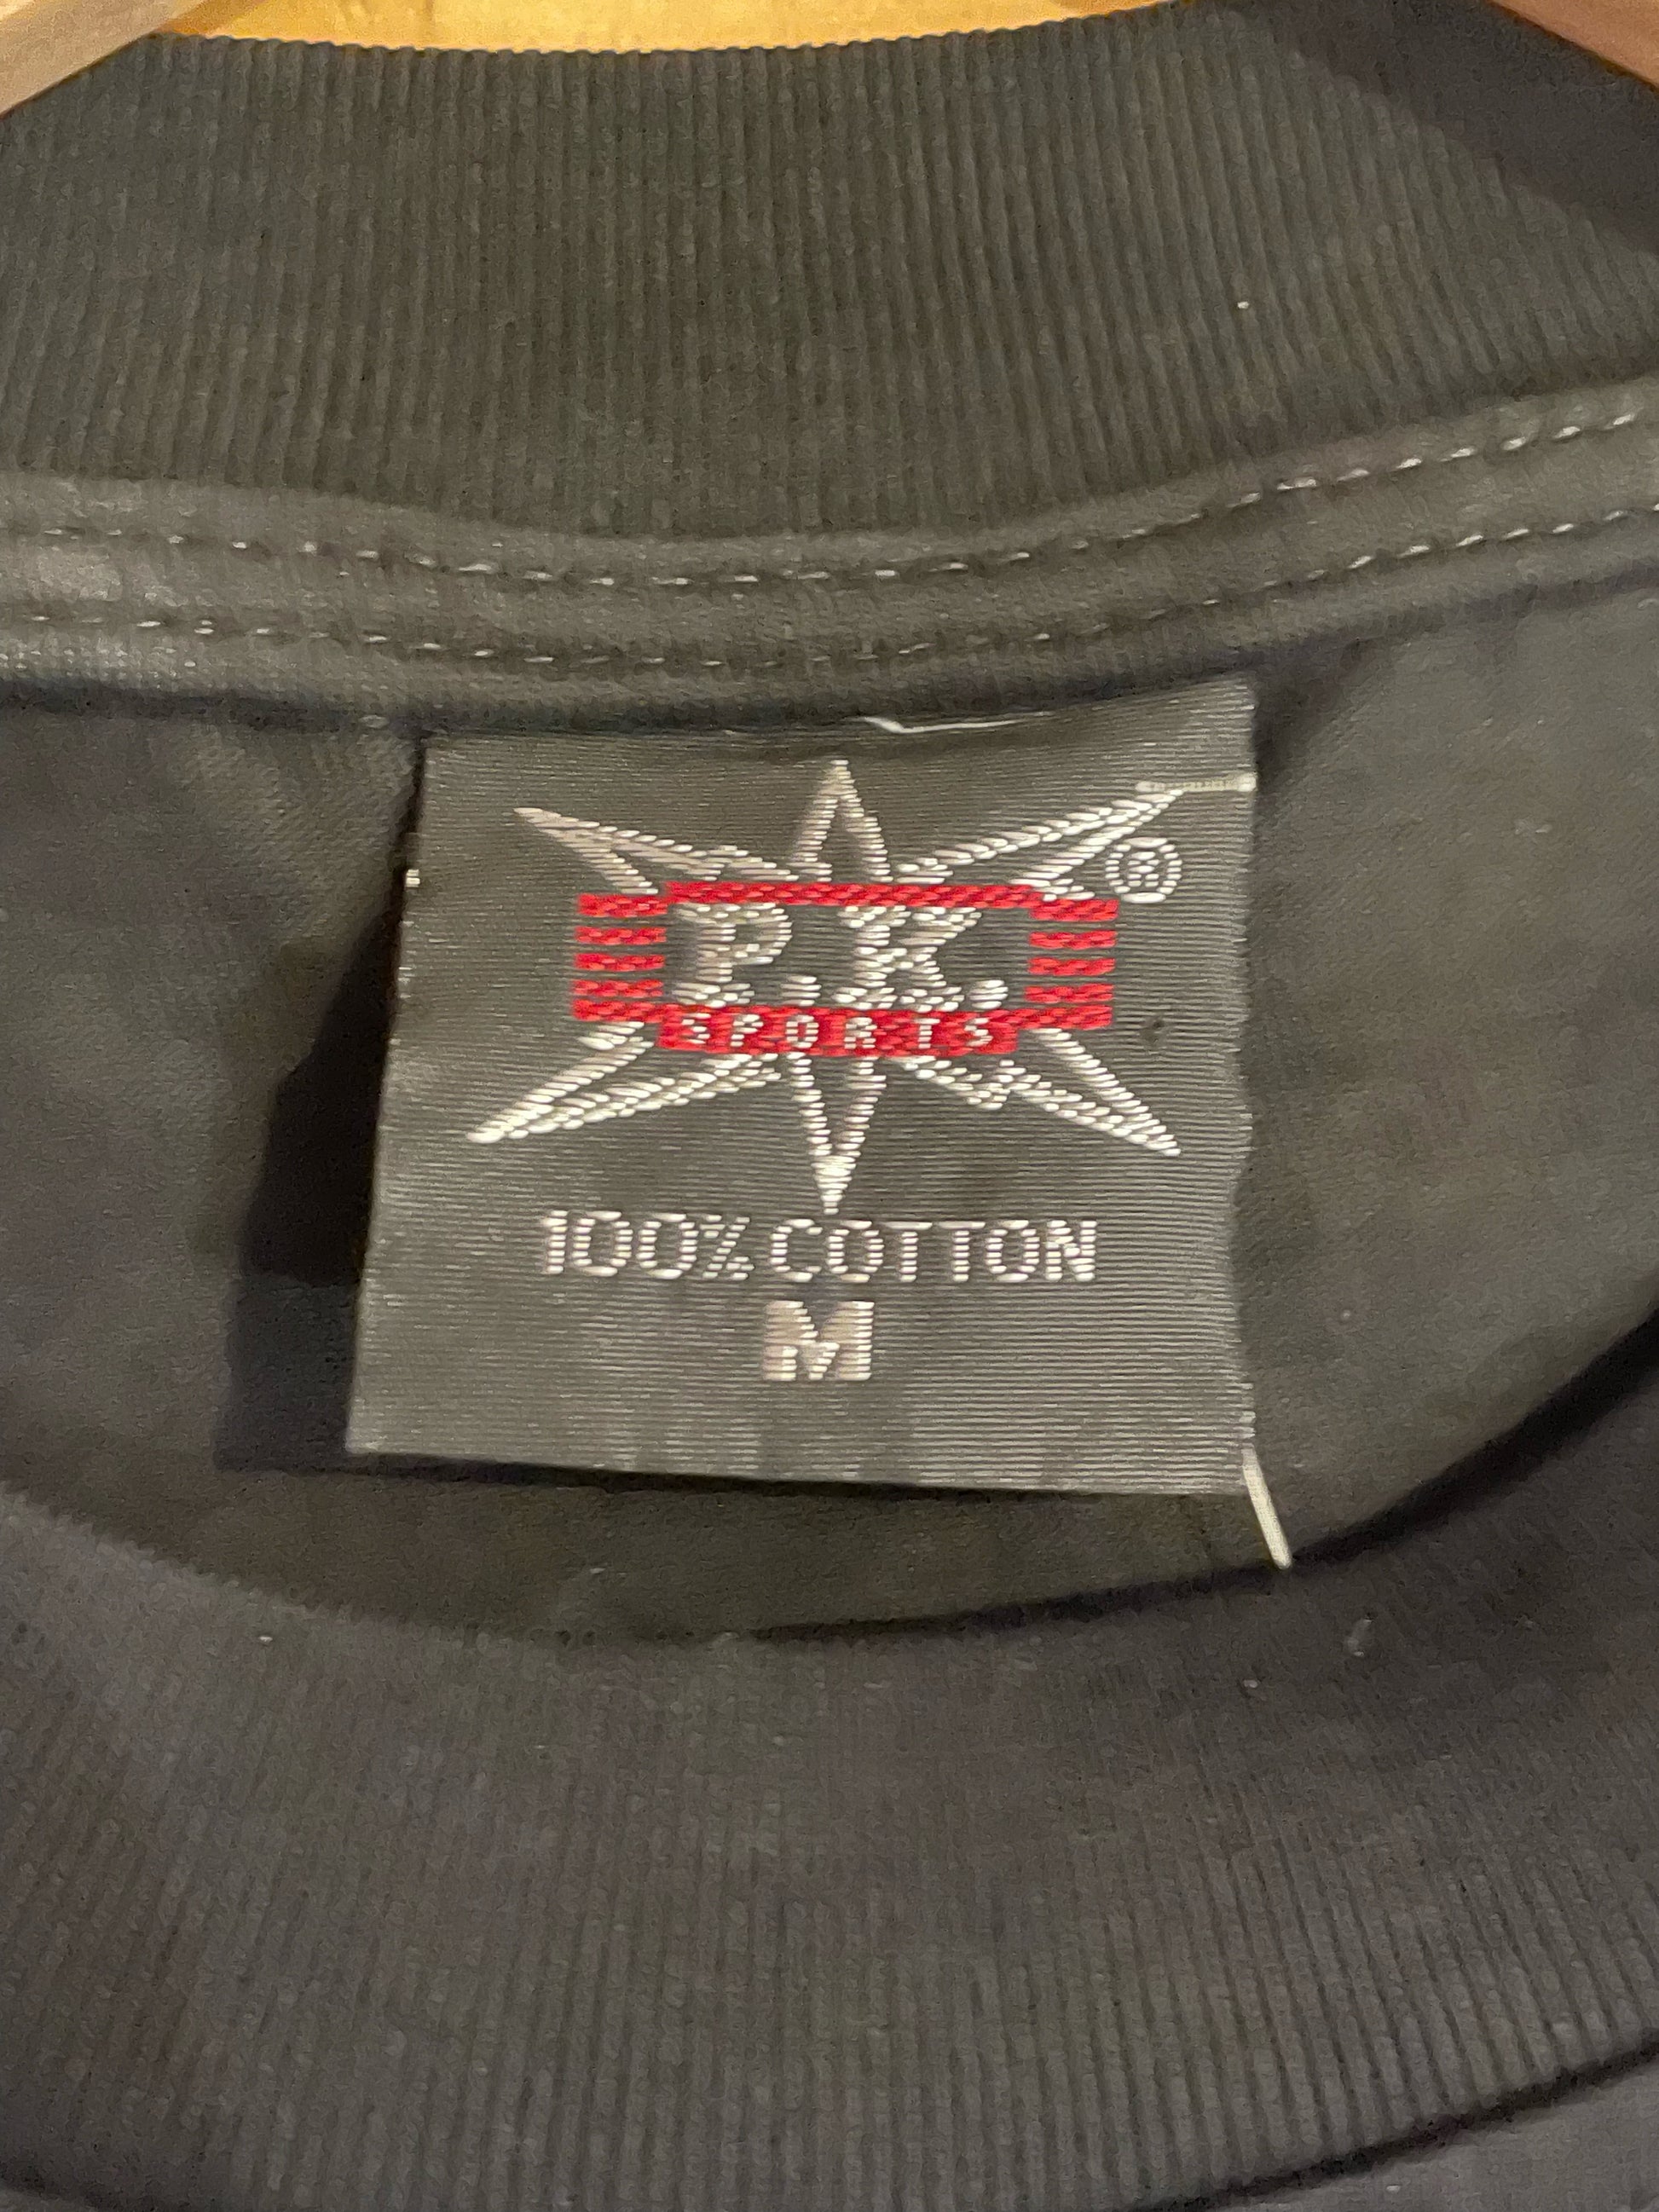 ®
P.K.
SPORTS
100% COTTON
M